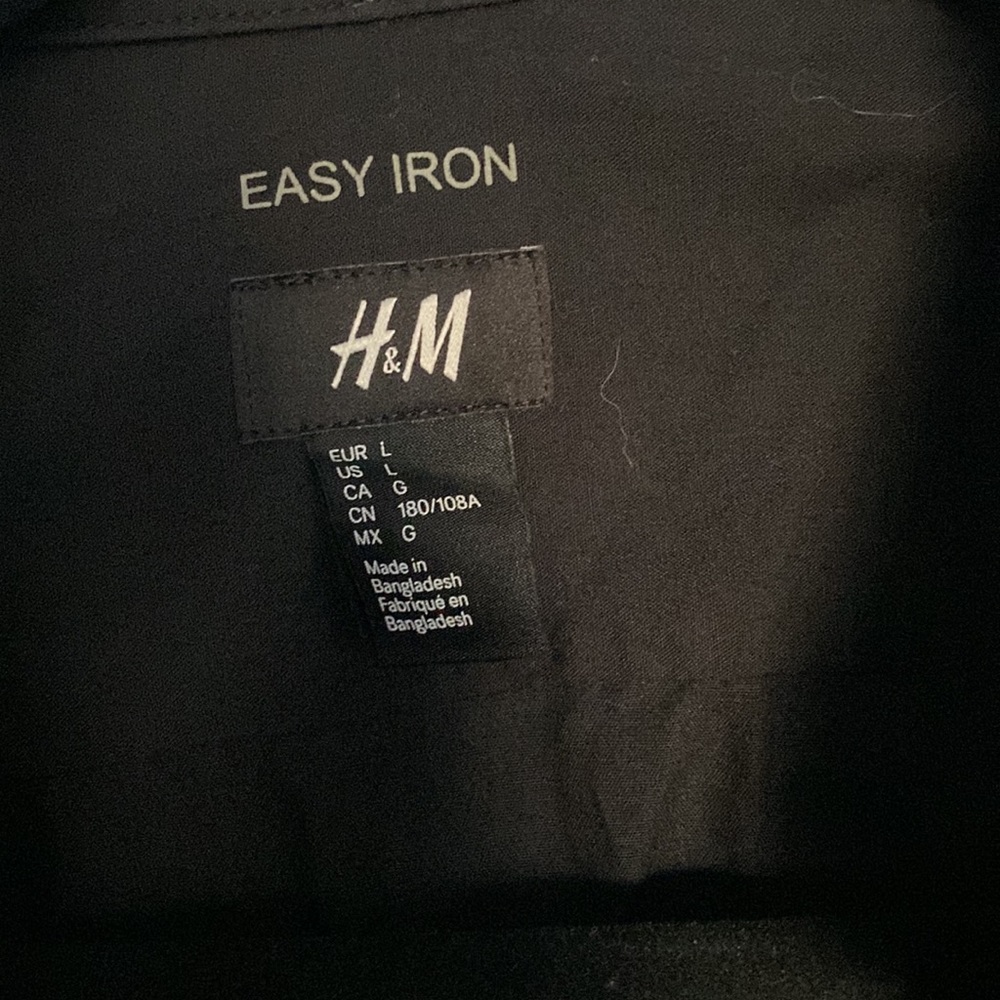 EASY IRON
H&M
EUR L
US L
CA G
CN 180/108A
MX G
Made in
Bangladesh
Fabriqué en
Bangladesh